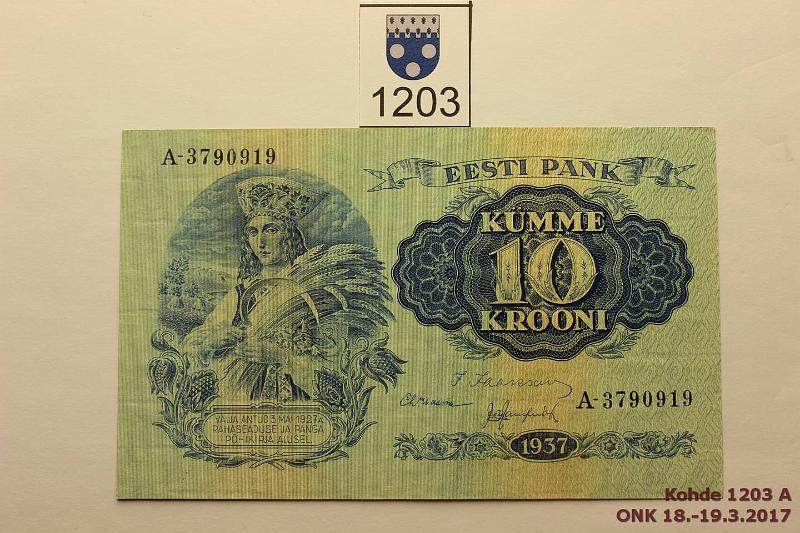 1203
A-3790919
EESTI PANK
KÜMME
10
KROONI
VÄLJA ANTUD 3. MAI 1927. A.
RAHASEADUSE JA PANGA
PÕHIKIRJA ALUSEL.
A-3790919
1937
Kohde 1203 A
ONK 18.-19.3.2017